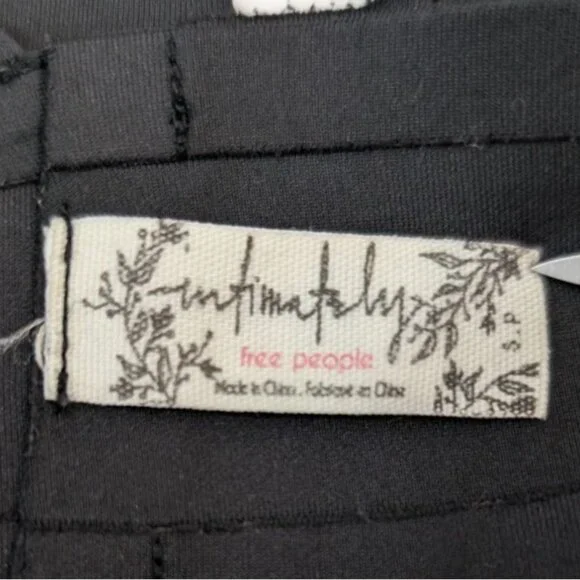 intimately
free people
Made in China. Fabriqué en Chine
S.P